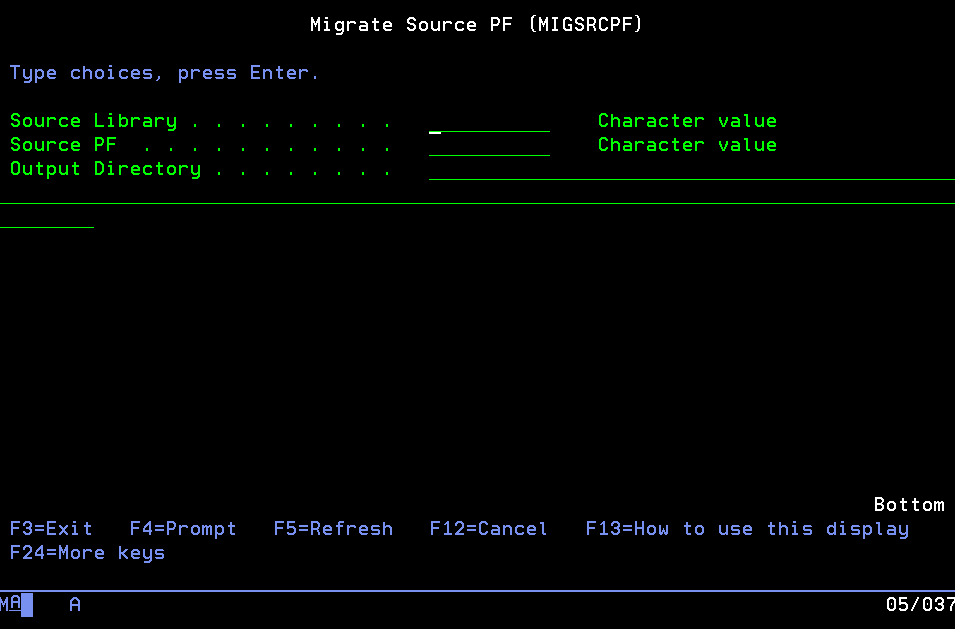 Migrate Source PF (MIGSRCPF)
Type choices, press Enter.
Source Library . . . . . . . . . Character value
Source PF . . . . . . . . . . . Character value
Output Directory . . . . . . . .
Bottom
F3=Exit F4=Prompt F5=Refresh F12=Cancel F13=How to use this display
F24=More keys
MA A 05/037